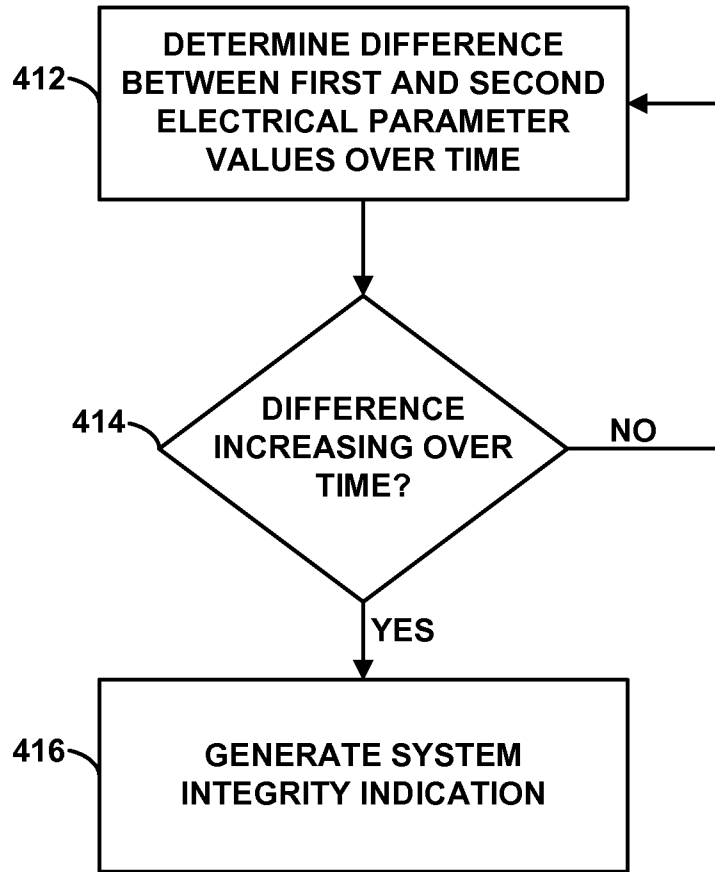 412
DETERMINE DIFFERENCE
BETWEEN FIRST AND SECOND
ELECTRICAL PARAMETER
VALUES OVER TIME
414
DIFFERENCE
INCREASING OVER
TIME?
NO
YES
416
GENERATE SYSTEM
INTEGRITY INDICATION